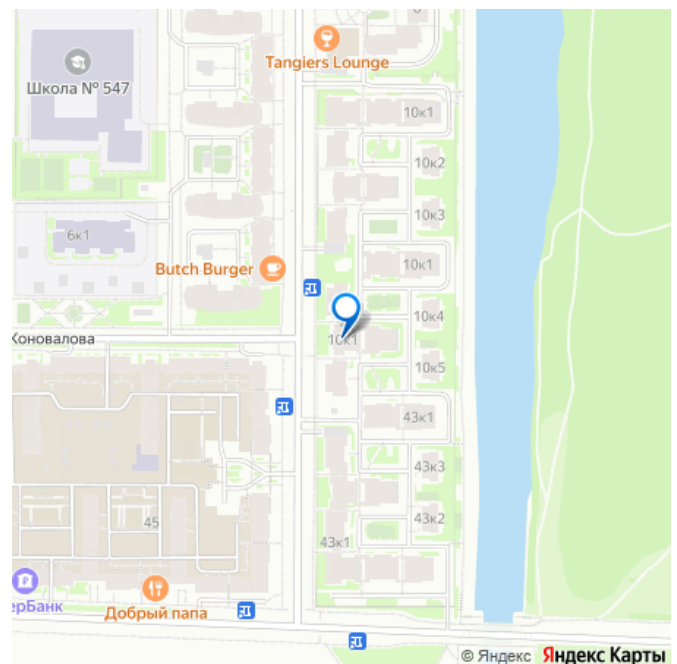 Tangiers Lounge
Школа № 547
10к1
10к2
10к3
6к1
10к1
Butch Burger
10к4
Коновалова
10к1
10к5
43к1
43к3
43к2
45
43к1
ерБанк
Добрый папа
© Яндекс Яндекс Карты